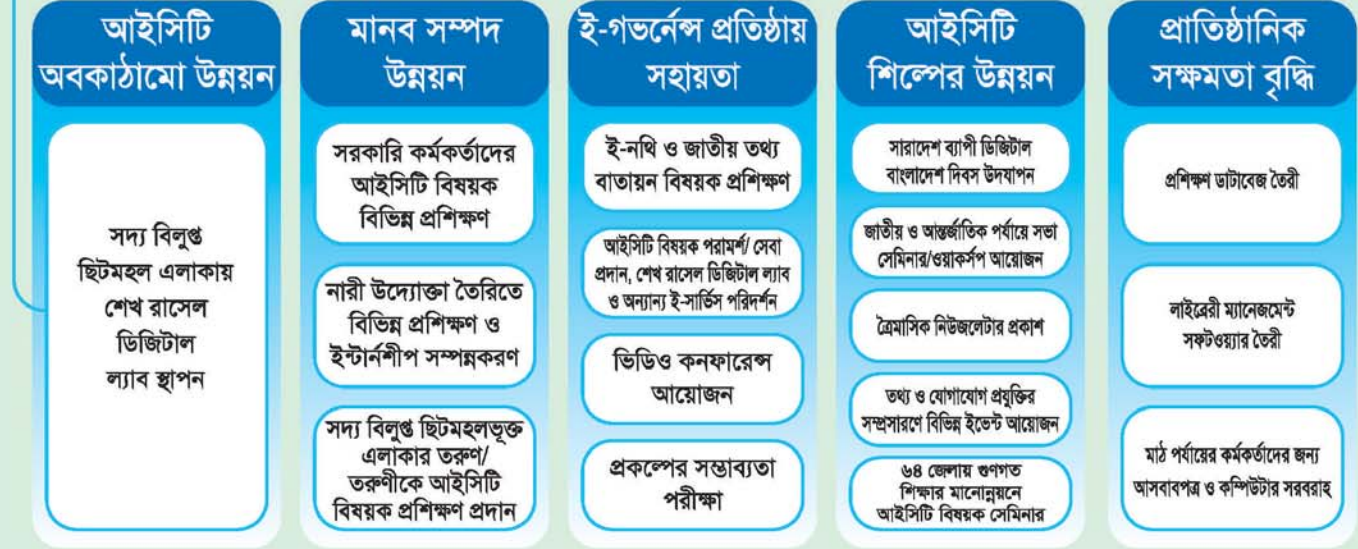 আইসিটি
অবকাঠামো উন্নয়ন
সদ্য বিলুপ্ত
ছিটমহল এলাকায়
শেখ রাসেল
ডিজিটাল
ল্যাব স্থাপন
মানব সম্পদ
উন্নয়ন
সরকারি কর্মকর্তাদের
আইসিটি বিষয়ক
বিভিন্ন প্রশিক্ষণ
নারী উদ্যোক্তা তৈরিতে
বিভিন্ন প্রশিক্ষণ ও
ইন্টার্নশীপ সম্পন্নকরণ
সদ্য বিলুপ্ত ছিটমহলভূক্ত
এলাকার তরুণ/
তরুণীকে আইসিটি
বিষয়ক প্রশিক্ষণ প্রদান
ই-গভর্নেন্স প্রতিষ্ঠায়
সহায়তা
ই-নথি ও জাতীয় তথ্য
বাতায়ন বিষয়ক প্রশিক্ষণ
আইসিটি বিষয়ক পরামর্শ/ সেবা
প্রদান, শেখ রাসেল ডিজিটাল ল্যাব
ও অন্যান্য ই-সার্ভিস পরিদর্শন
ভিডিও কনফারেন্স
আয়োজন
প্রকল্পের সম্ভাব্যতা
পরীক্ষা
আইসিটি
শিল্পের উন্নয়ন
সারাদেশ ব্যাপী ডিজিটাল
বাংলাদেশ দিবস উদযাপন
জাতীয় ও আন্তর্জাতিক পর্যায়ে সভা
সেমিনার/ওয়াকর্সপ আয়োজন
ত্রৈমাসিক নিউজলেটার প্রকাশ
তথ্য ও যোগাযোগ প্রযুক্তির
সম্প্রসারণে বিভিন্ন ইভেন্ট আয়োজন
৬৪ জেলায় গুণগত
শিক্ষার মানোন্নয়নে
আইসিটি বিষয়ক সেমিনার
প্রাতিষ্ঠানিক
সক্ষমতা বৃদ্ধি
প্রশিক্ষণ ডাটাবেজ তৈরী
লাইব্রেরী ম্যানেজমেন্ট
সফটওয়্যার তৈরী
মাঠ পর্যায়ের কর্মকর্তাদের জন্য
আসবাবপত্র ও কম্পিউটার সরবরাহ